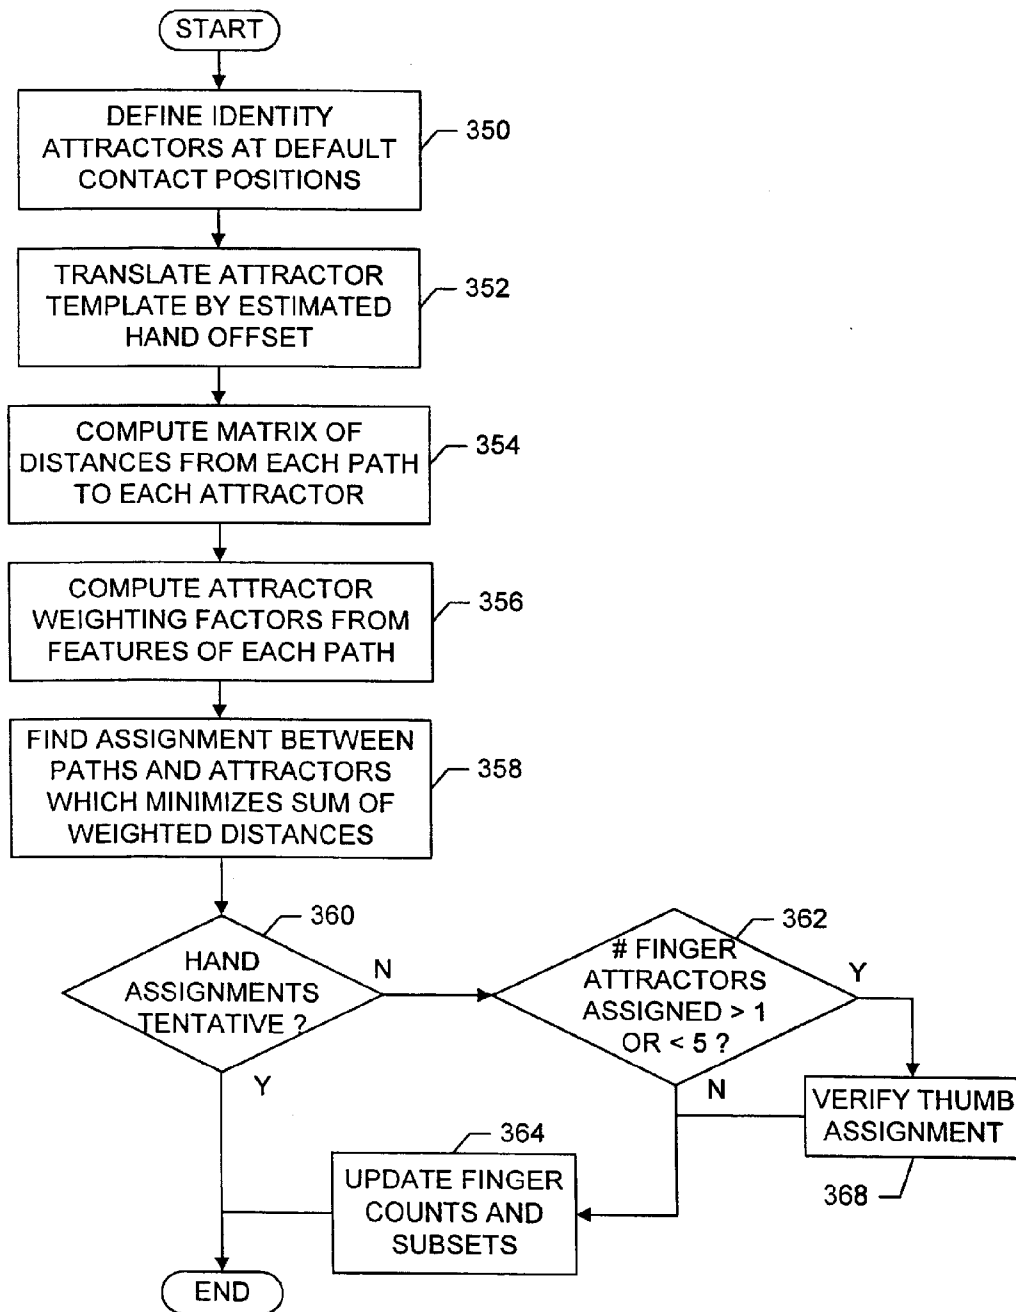 START
DEFINE IDENTITY
ATTRACTORS AT DEFAULT
CONTACT POSITIONS
350
TRANSLATE ATTRACTOR
TEMPLATE BY ESTIMATED
HAND OFFSET
352
COMPUTE MATRIX OF
DISTANCES FROM EACH PATH
TO EACH ATTRACTOR
354
COMPUTE ATTRACTOR
WEIGHTING FACTORS FROM
FEATURES OF EACH PATH
356
FIND ASSIGNMENT BETWEEN
PATHS AND ATTRACTORS
WHICH MINIMIZES SUM OF
WEIGHTED DISTANCES
358
360
HAND
ASSIGNMENTS
TENTATIVE ?
N
Y
362
# FINGER
ATTRACTORS
ASSIGNED > 1
OR < 5 ?
Y
N
VERIFY THUMB
ASSIGNMENT
368
364
UPDATE FINGER
COUNTS AND
SUBSETS
END